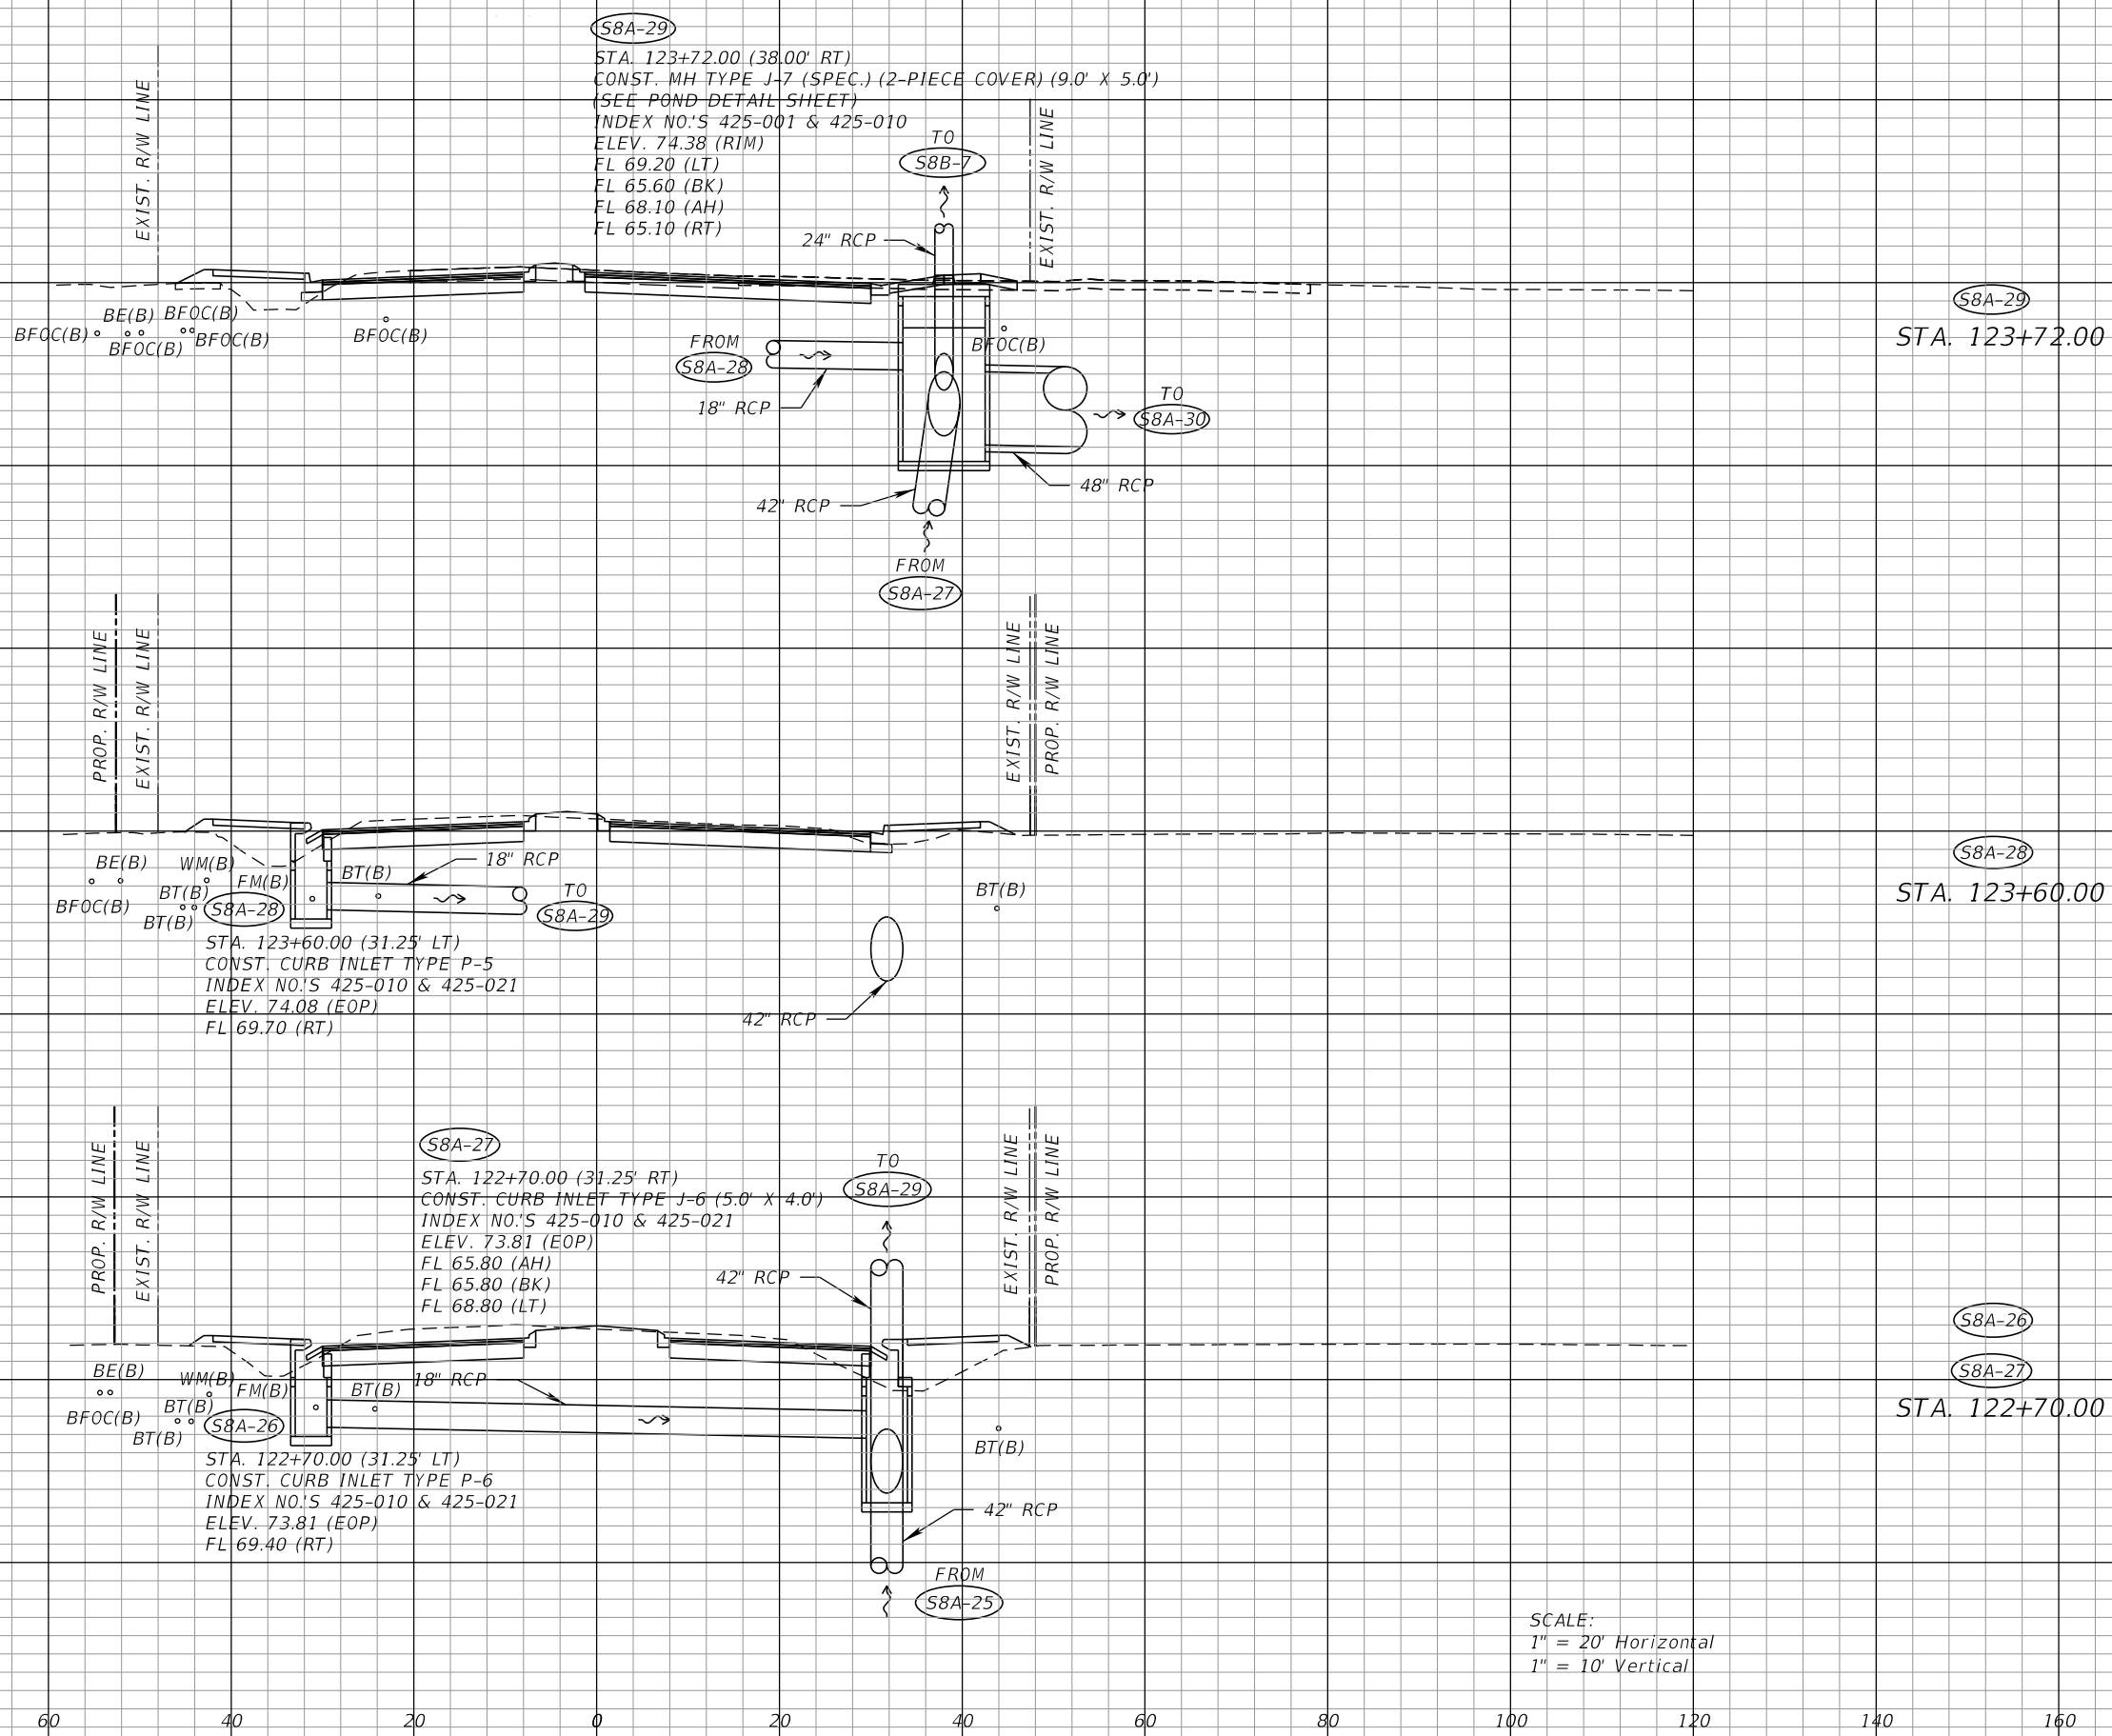 S8A-29
STA. 123+72.00 (38.00' RT)
CONST. MH TYPE J-7 (SPEC.) (2-PIECE COVER) (9.0' X 5.0')
(SEE POND DETAIL SHEET)
INDEX NO.'S 425-001 & 425-010
ELEV. 74.38 (RIM)
FL 69.20 (LT)
FL 65.60 (BK)
FL 68.10 (AH)
FL 65.10 (RT)
EXIST. R/W LINE
TO
S8B-7
EXIST. R/W LINE
24" RCP
BFOC(B)
BE(B)
BFOC(B)
BFOC(B)
BFOC(B)
BFOC(B)
FROM
S8A-28
18" RCP
BFOC(B)
TO
S8A-30
48" RCP
42" RCP
FROM
S8A-27
S8A-29
STA. 123+72.00
PROP. R/W LINE
EXIST. R/W LINE
EXIST. R/W LINE
PROP. R/W LINE
BE(B)
BFOC(B)
WM(B)
BT(B)
BT(B)
FM(B)
S8A-28
BT(B)
18" RCP
TO
S8A-29
STA. 123+60.00 (31.25' LT)
CONST. CURB INLET TYPE P-5
INDEX NO.'S 425-010 & 425-021
ELEV. 74.08 (EOP)
FL 69.70 (RT)
42" RCP
BT(B)
S8A-28
STA. 123+60.00
PROP. R/W LINE
EXIST. R/W LINE
S8A-27
STA. 122+70.00 (31.25' RT)
CONST. CURB INLET TYPE J-6 (5.0' X 4.0')
INDEX NO.'S 425-010 & 425-021
ELEV. 73.81 (EOP)
FL 65.80 (AH)
FL 65.80 (BK)
FL 68.80 (LT)
TO
S8A-29
42" RCP
EXIST. R/W LINE
PROP. R/W LINE
BE(B)
BFOC(B)
WM(B)
BT(B)
BT(B)
FM(B)
S8A-26
BT(B)
18" RCP
STA. 122+70.00 (31.25' LT)
CONST. CURB INLET TYPE P-6
INDEX NO.'S 425-010 & 425-021
ELEV. 73.81 (EOP)
FL 69.40 (RT)
BT(B)
42" RCP
FROM
S8A-25
S8A-26
S8A-27
STA. 122+70.00
SCALE:
1" = 20' Horizontal
1" = 10' Vertical
60 40 20 0 20 40 60 80 100 120 140 160